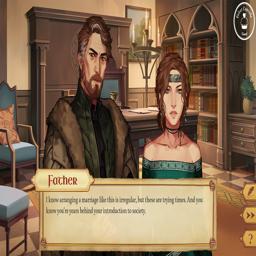 Father
I know arranging a marriage like this is irregular, but these are trying times. And you
know you're years behind your introduction to society.
?